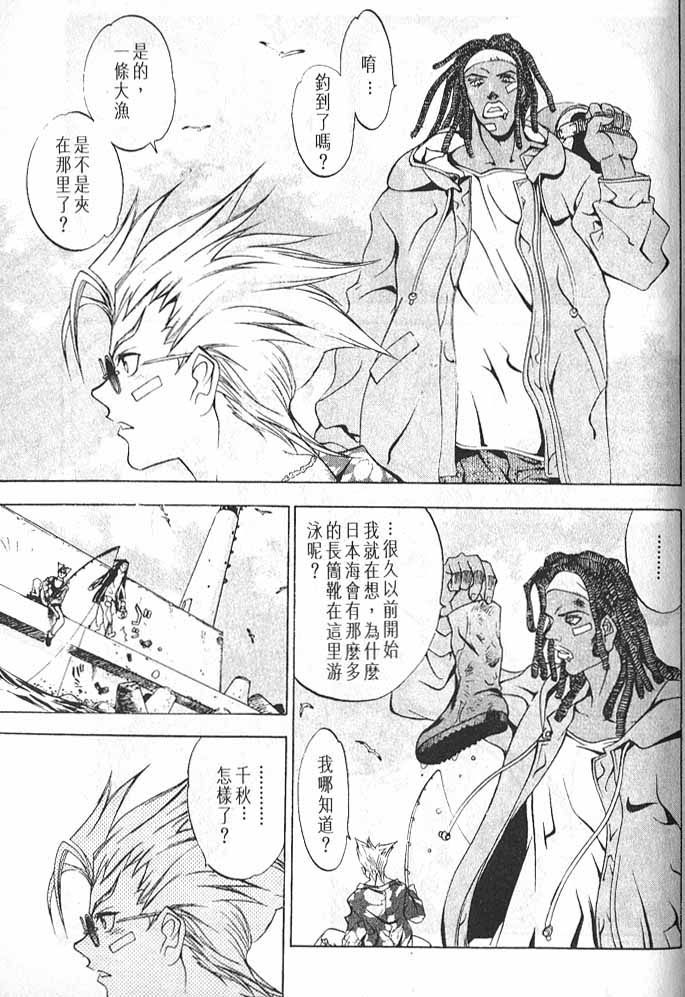 唷…
釣到了嗎？
是的，
一條大漁
是不是夾
在那里了？
………
…很久以前開始
我就在想，為什麼
日本海會有那麼多
的長筒靴在這里游
泳呢？
我哪知道？
………
千秋…
怎樣了？